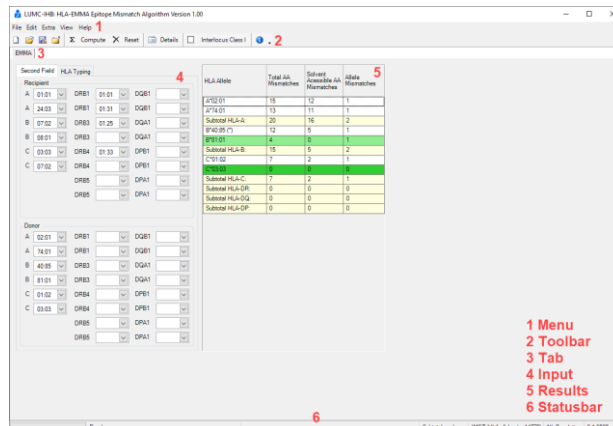 LUMC-IHB: HLA-EMMA Epitope Mismatch Algorithm Version 1.00
File Edit Extra View Help 1
Σ Compute X Reset Details Interlocus Class I 2
EMMA 3
Second Field HLA Typing 4
Recipient
A 01:01 DRB1 01:01 DQB1
A 24:03 DRB1 01:31 DQB1
B 07:02 DRB3 01:25 DQA1
B 08:01 DRB3 DQA1
C 03:03 DRB4 01:33 DPB1
C 07:02 DRB4 DPB1
DRB5 DPA1
DRB5 DPA1
Donor
A 02:01 DRB1 DQB1
A 74:01 DRB1 DQB1
B 40:85 DRB3 DQA1
B 81:01 DRB3 DQA1
C 01:02 DRB4 DPB1
C 03:03 DRB4 DPB1
DRB5 DPA1
DRB5 DPA1
HLA Allele Total AA Mismatches Solvent Accessible AA Mismatches Allele Mismatches 5
A*02:01 15 12 1
A*74:01 13 11 1
Subtotal HLA-A: 20 16 2
B*40:85 (*) 12 5 1
B*81:01 4 0 1
Subtotal HLA-B: 15 5 2
C*01:02 7 2 1
C*03:03 0 0 0
Subtotal HLA-C: 7 2 1
Subtotal HLA-DR: 0 0 0
Subtotal HLA-DQ: 0 0 0
Subtotal HLA-DP: 0 0 0
1 Menu
2 Toolbar
3 Tab
4 Input
5 Results
6 Statusbar
6